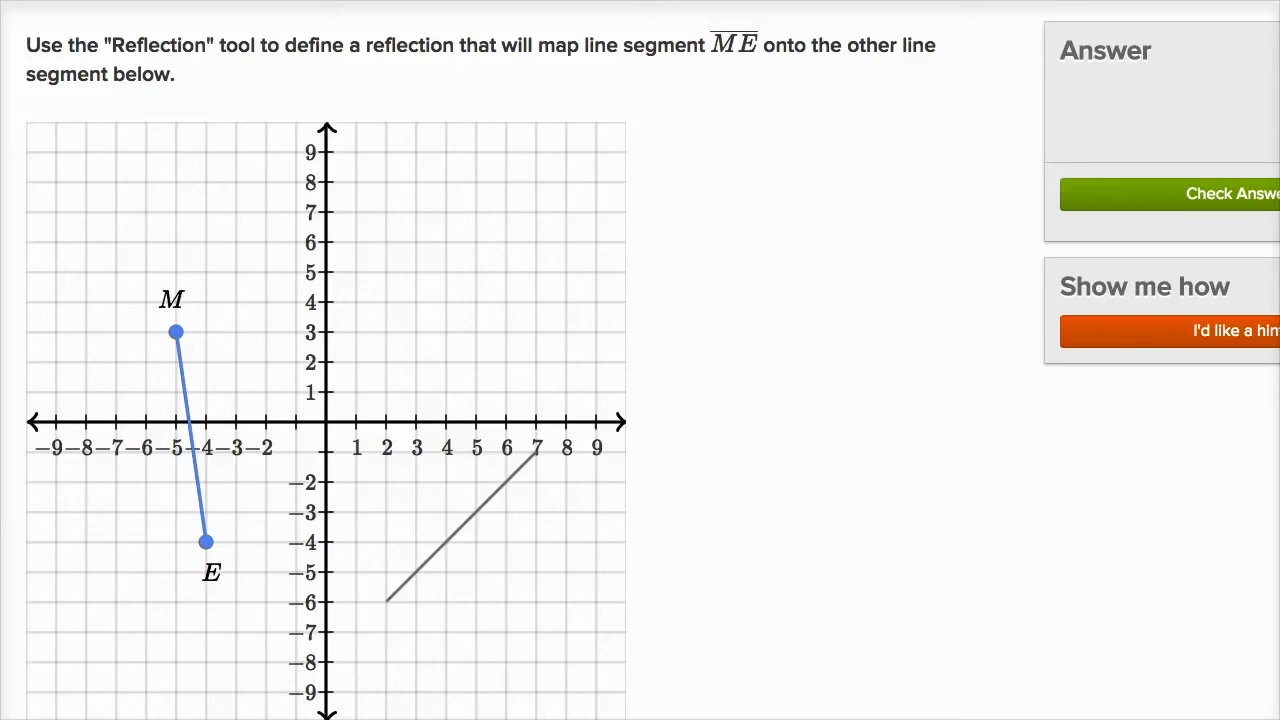 Use the "Reflection" tool to define a reflection that will map line segment ME onto the other line
segment below.
Answer
Check Answe
Show me how
I'd like a hin
9
8
7
6
5
4
3
2
1
−9 −8 −7 −6 −5 −4 −3 −2 1 2 3 4 5 6 7 8 9
−2
−3
−4
−5
−6
−7
−8
−9
M
E